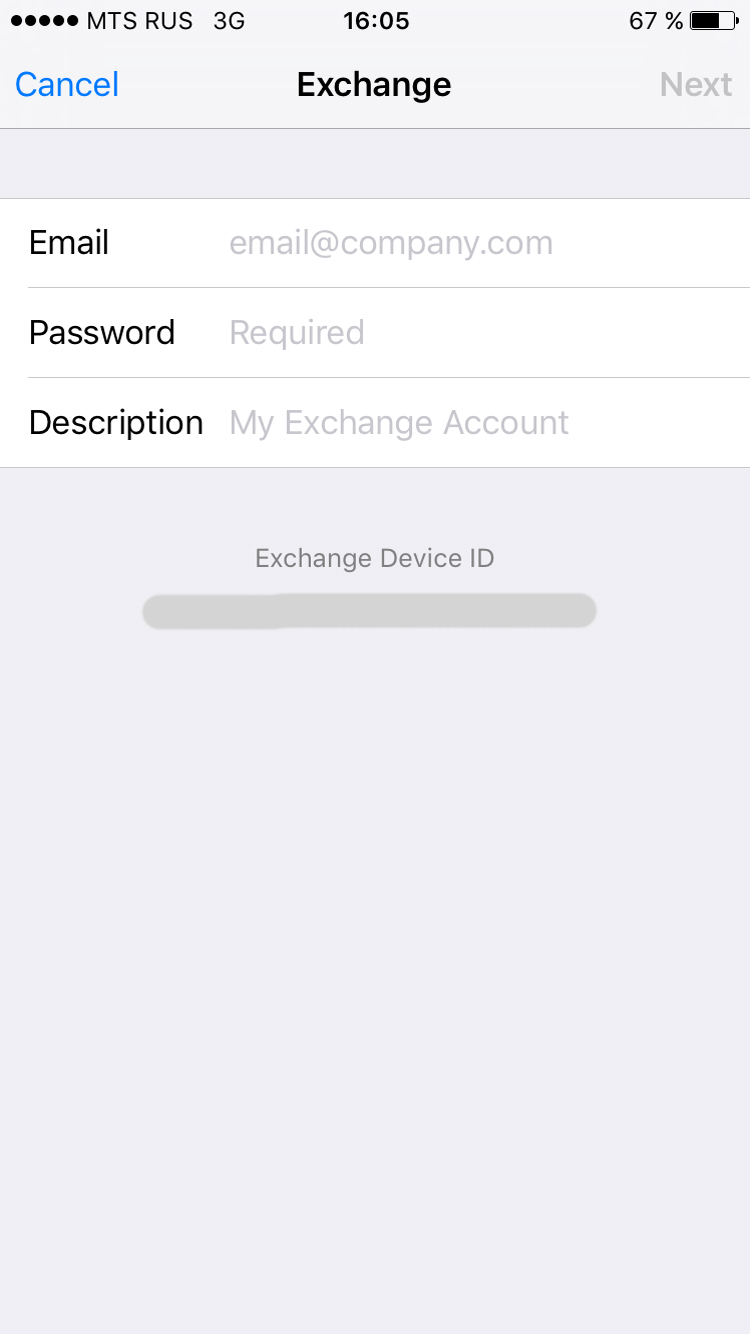 MTS RUS 3G 16:05 67 %
Cancel Exchange Next
Email email@company.com
Password Required
Description My Exchange Account
Exchange Device ID